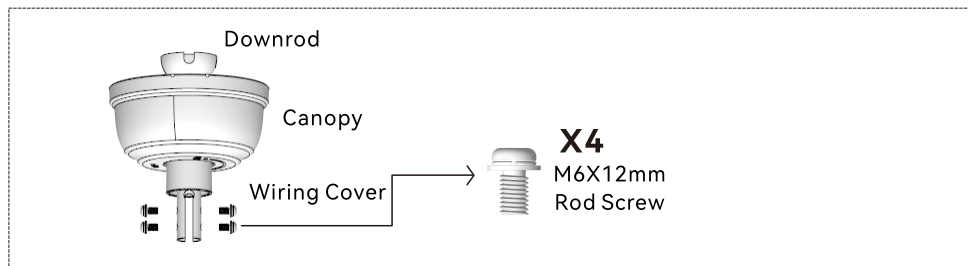 Downrod
Canopy
Wiring Cover
X4
M6X12mm
Rod Screw